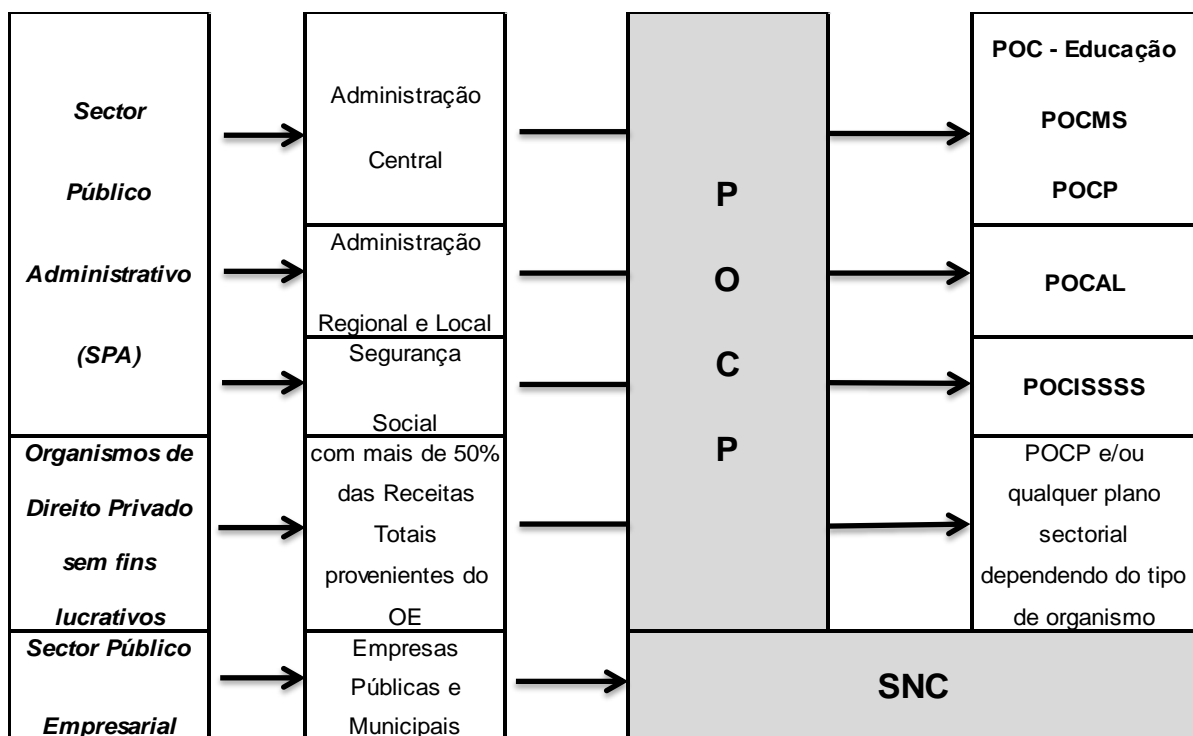 Sector
Público
Administrativo
(SPA)
Organismos de
Direito Privado
sem fins
lucrativos
Sector Público
Empresarial
Administração
Central
Administração
Regional e Local
Segurança
Social
com mais de 50%
das Receitas
Totais
provenientes do
OE
Empresas
Públicas e
Municipais
P
O
C
P
POC - Educação
POCMS
POCP
POCAL
POCISSSS
POCP e/ou
qualquer plano
sectorial
dependendo do tipo
de organismo
SNC